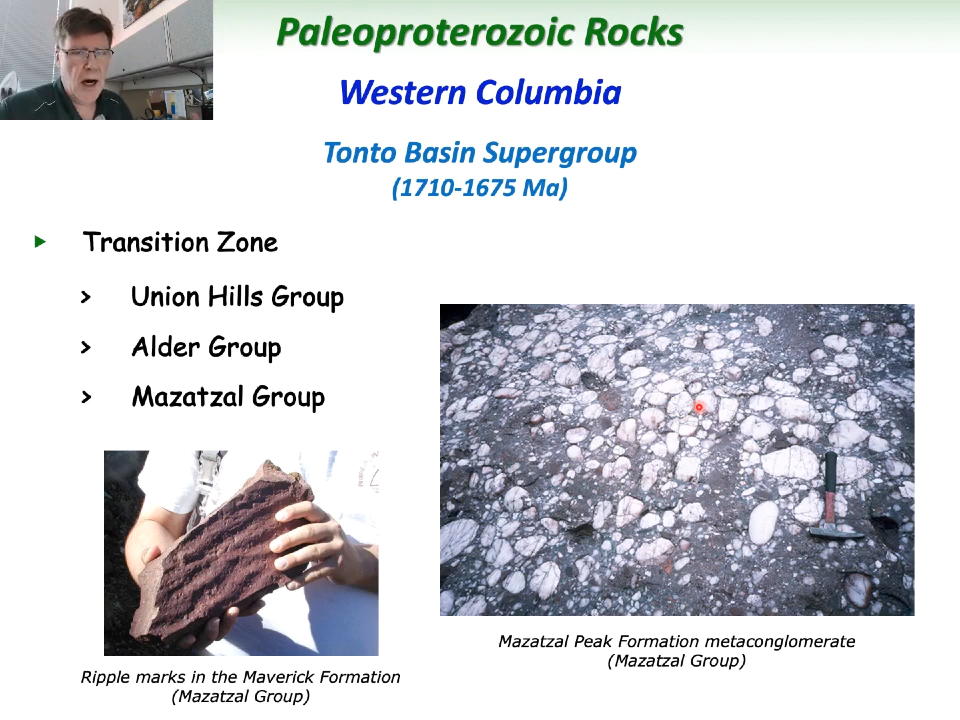 Paleoproterozoic Rocks
Western Columbia
Tonto Basin Supergroup
(1710-1675 Ma)
Transition Zone
Union Hills Group
Alder Group
Mazatzal Group
Ripple marks in the Maverick Formation
(Mazatzal Group)
Mazatzal Peak Formation metaconglomerate
(Mazatzal Group)